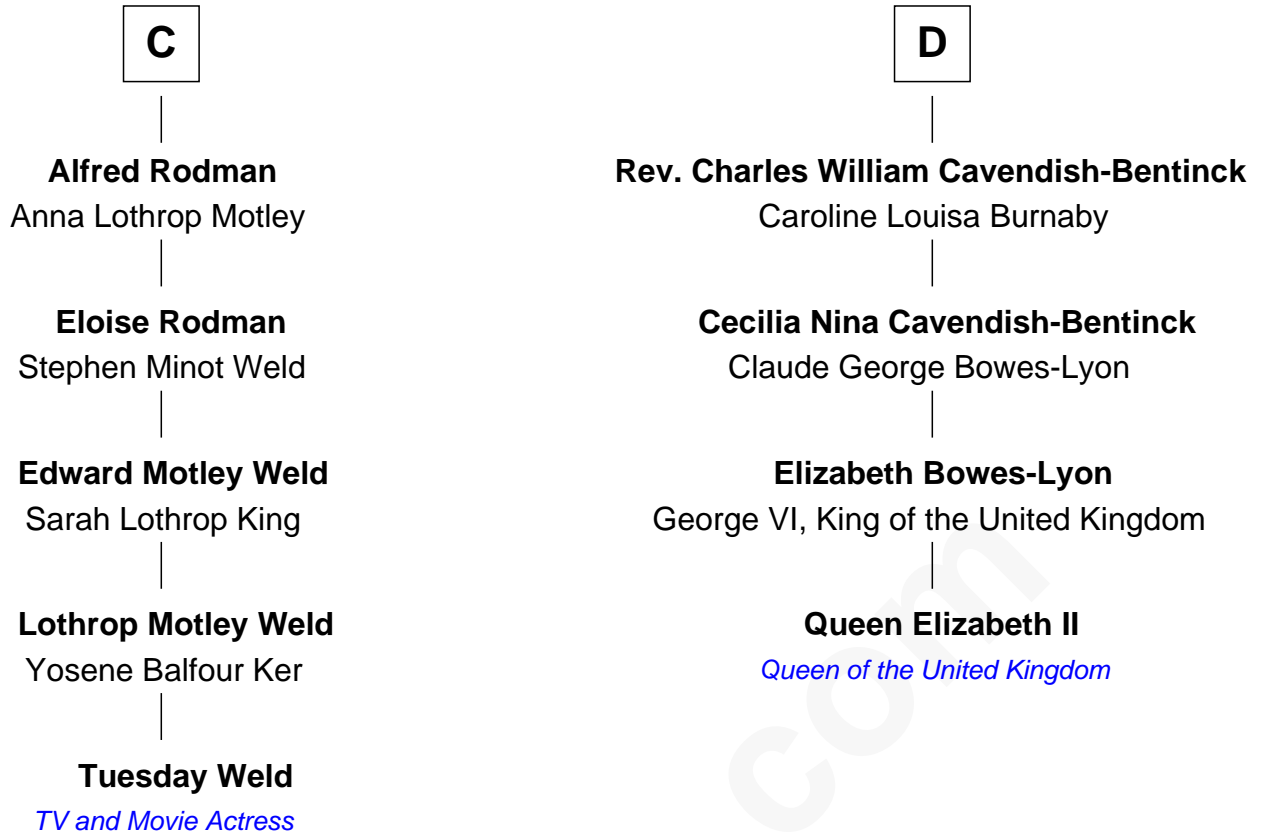 C
Alfred Rodman
Anna Lothrop Motley
Eloise Rodman
Stephen Minot Weld
Edward Motley Weld
Sarah Lothrop King
Lothrop Motley Weld
Yosene Balfour Ker
Tuesday Weld
TV and Movie Actress
D
Rev. Charles William Cavendish-Bentinck
Caroline Louisa Burnaby
Cecilia Nina Cavendish-Bentinck
Claude George Bowes-Lyon
Elizabeth Bowes-Lyon
George VI, King of the United Kingdom
Queen Elizabeth II
Queen of the United Kingdom
com